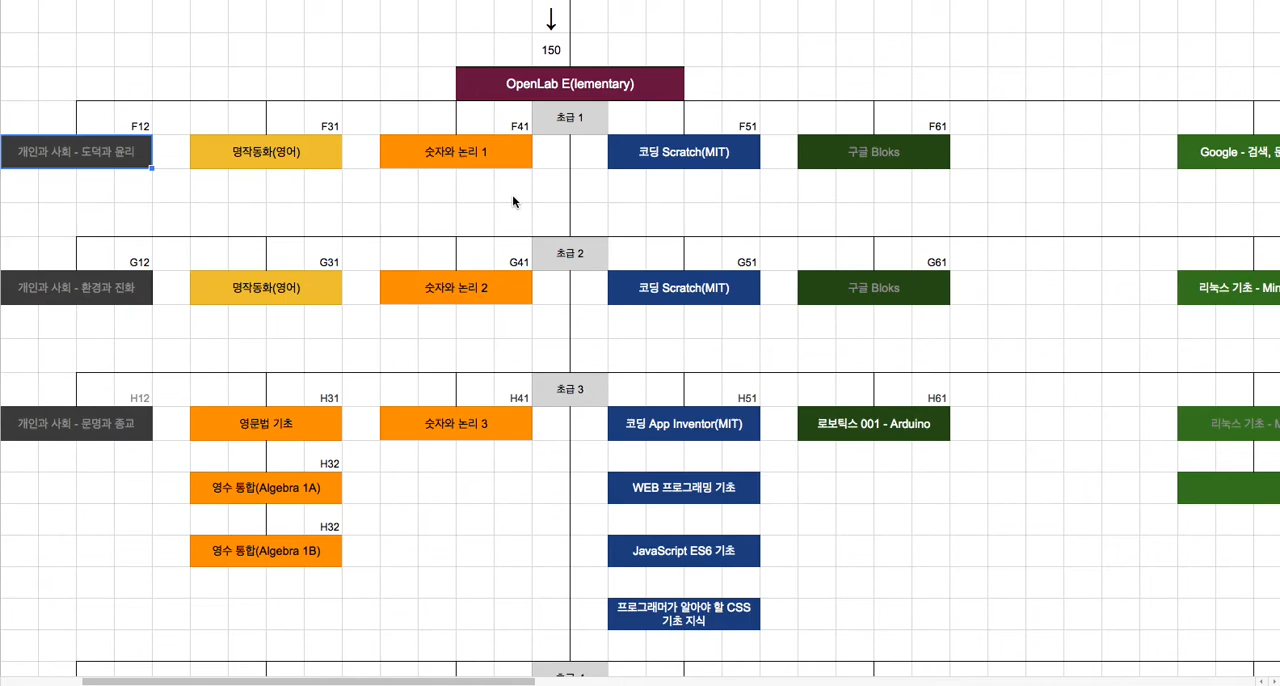 150
OpenLab E(lementary)
초급 1
F12
F31
F41
F51
F61
개인과 사회 - 도덕과 윤리
명작동화(영어)
숫자와 논리 1
코딩 Scratch(MIT)
구글 Bloks
Google - 검색,
초급 2
G12
G31
G41
G51
G61
개인과 사회 - 환경과 진화
명작동화(영어)
숫자와 논리 2
코딩 Scratch(MIT)
구글 Bloks
리눅스 기초 - Min
초급 3
H12
H31
H41
H51
H61
개인과 사회 - 문명과 종교
영문법 기초
숫자와 논리 3
코딩 App Inventor(MIT)
로보틱스 001 - Arduino
리눅스 기초 - M
H32
영수 통합(Algebra 1A)
WEB 프로그래밍 기초
H32
영수 통합(Algebra 1B)
JavaScript ES6 기초
프로그래머가 알아야 할 CSS
기초 지식